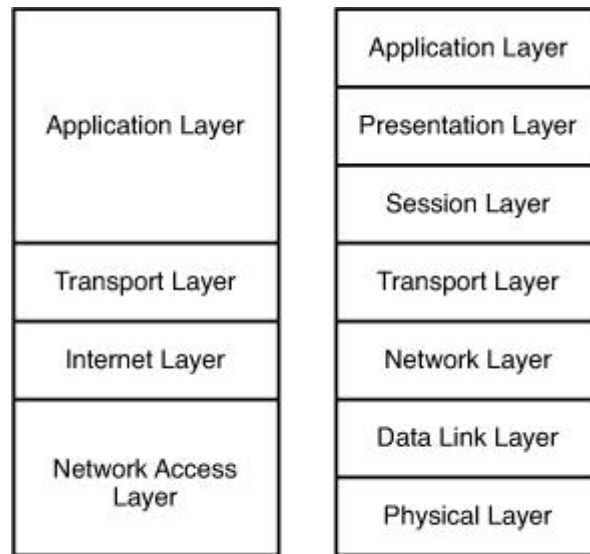 Application Layer
Transport Layer
Internet Layer
Network Access
Layer
Application Layer
Presentation Layer
Session Layer
Transport Layer
Network Layer
Data Link Layer
Physical Layer